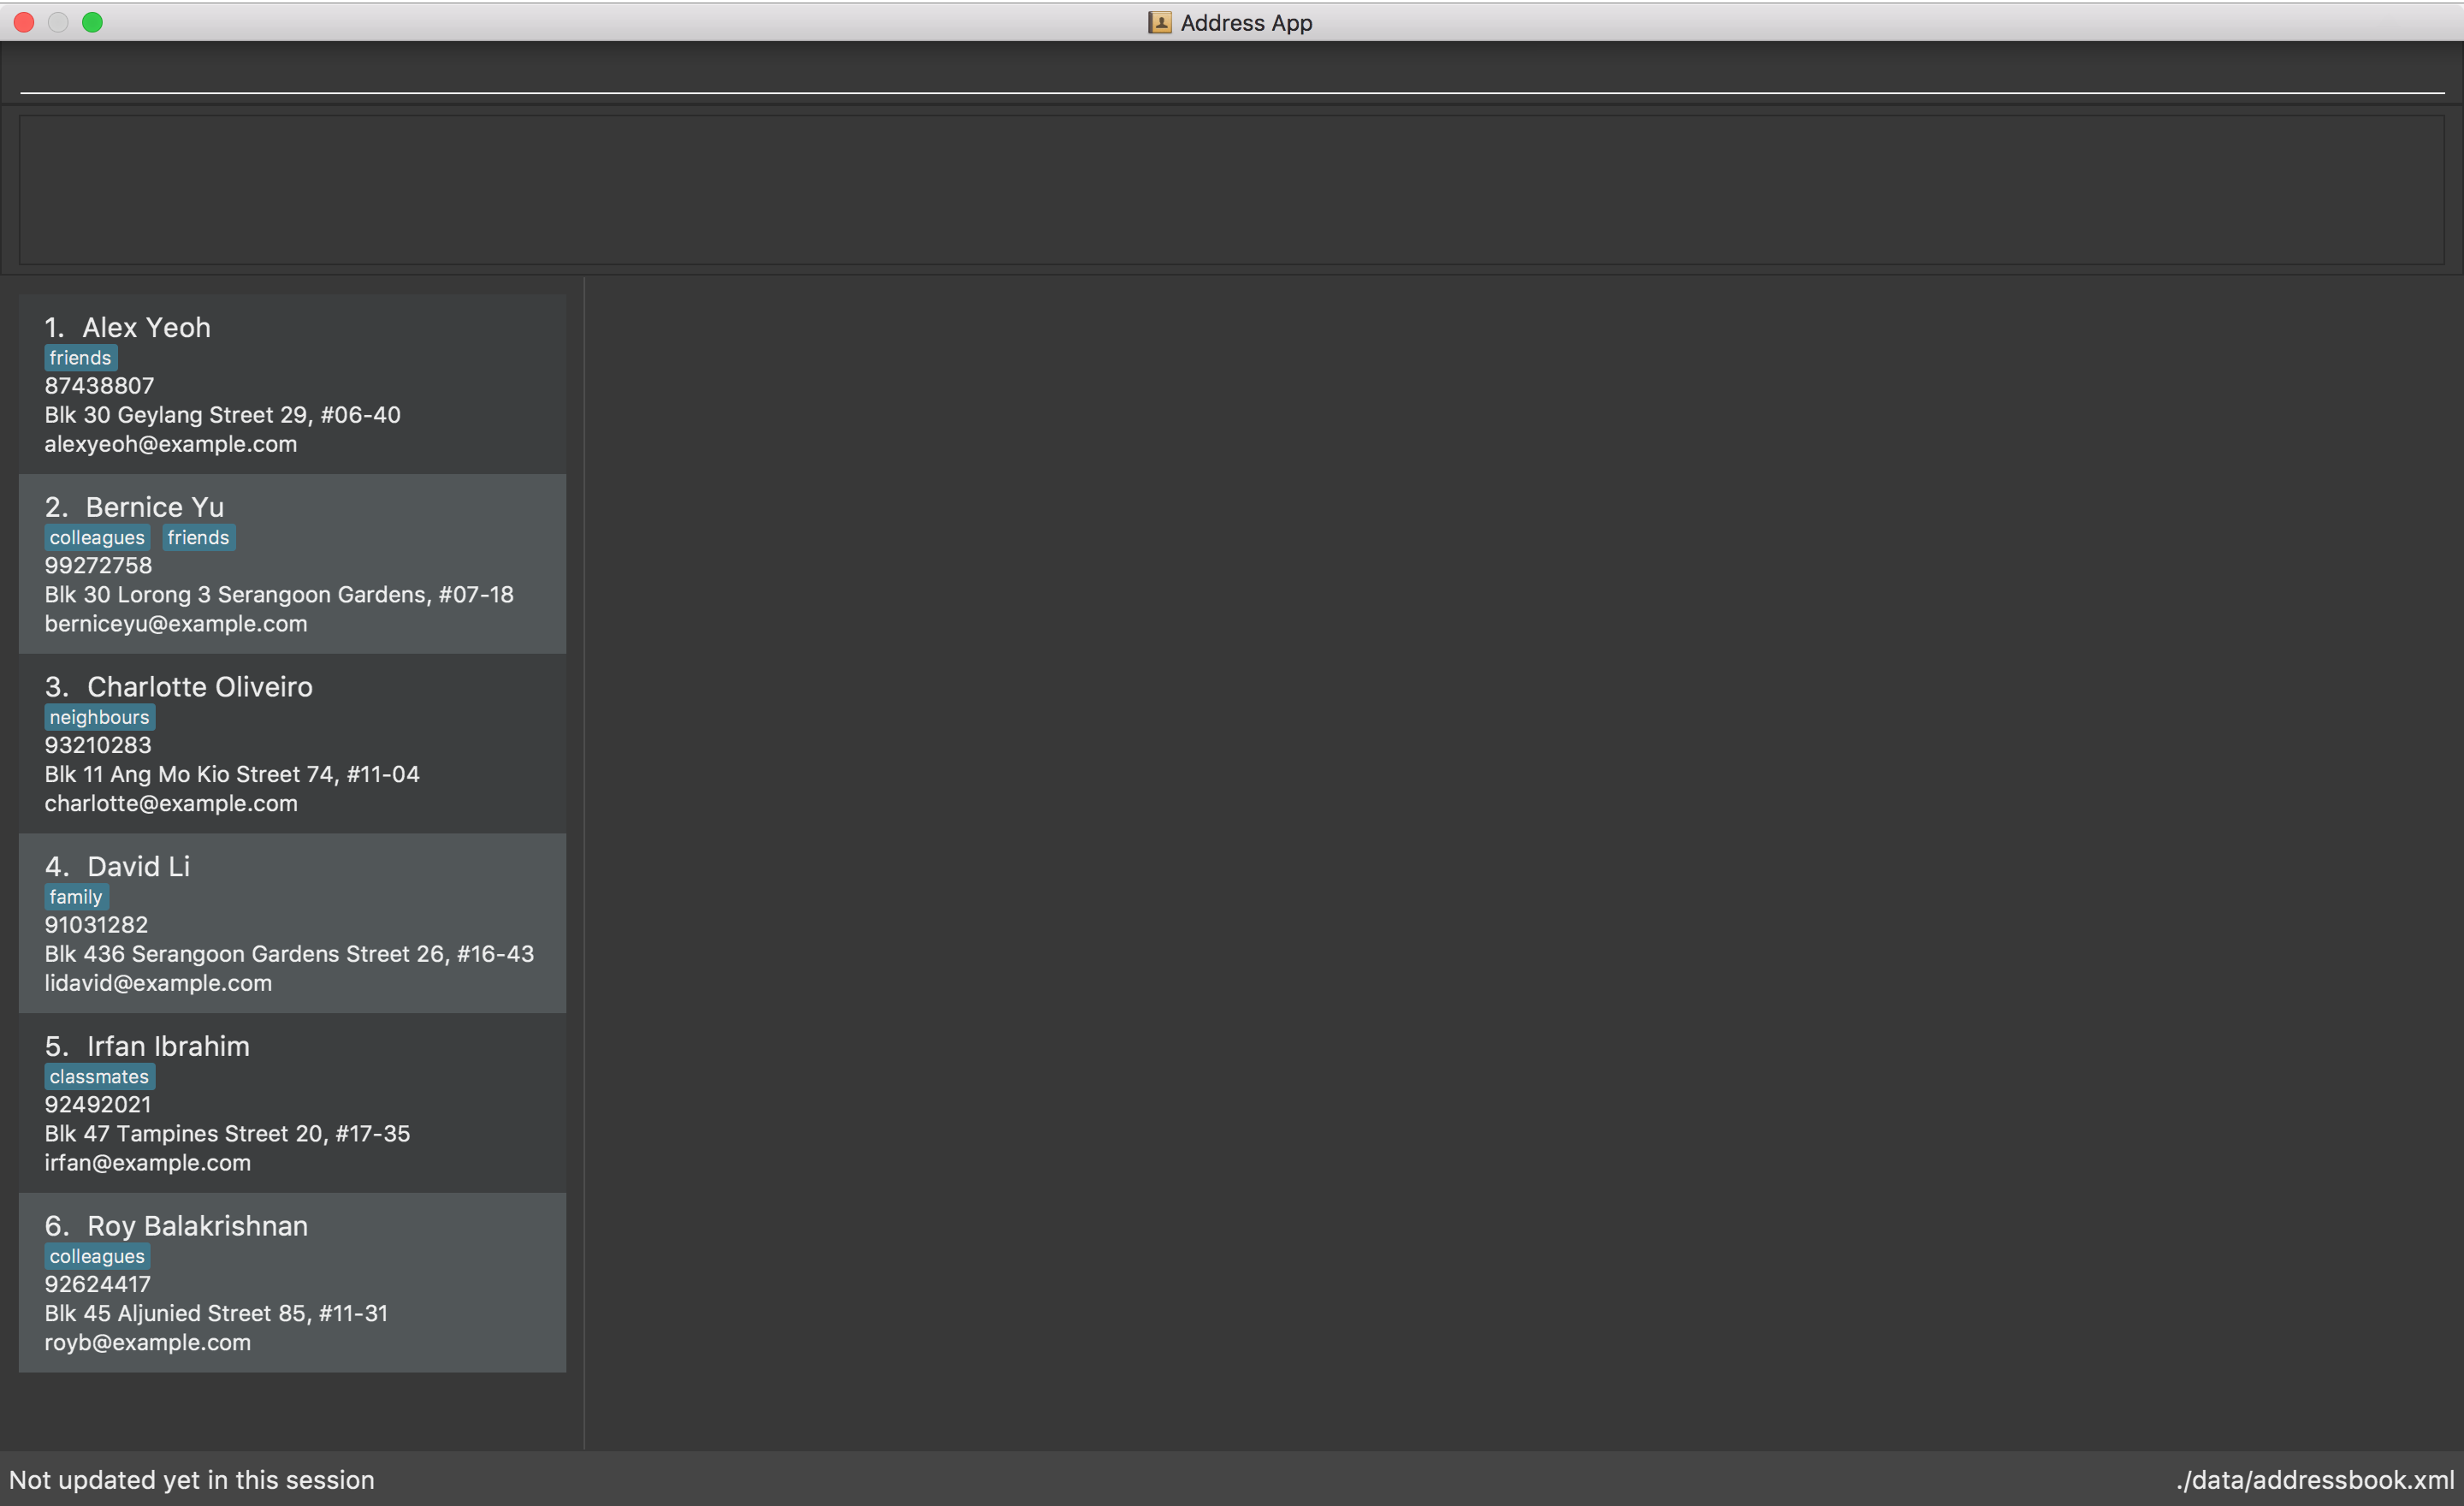 Address App
1. Alex Yeoh
friends
87438807
Blk 30 Geylang Street 29, #06-40
alexyeoh@example.com
2. Bernice Yu
colleagues friends
99272758
Blk 30 Lorong 3 Serangoon Gardens, #07-18
berniceyu@example.com
3. Charlotte Oliveiro
neighbours
93210283
Blk 11 Ang Mo Kio Street 74, #11-04
charlotte@example.com
4. David Li
family
91031282
Blk 436 Serangoon Gardens Street 26, #16-43
lidavid@example.com
5. Irfan Ibrahim
classmates
92492021
Blk 47 Tampines Street 20, #17-35
irfan@example.com
6. Roy Balakrishnan
colleagues
92624417
Blk 45 Aljunied Street 85, #11-31
royb@example.com
Not updated yet in this session
./data/addressbook.xml